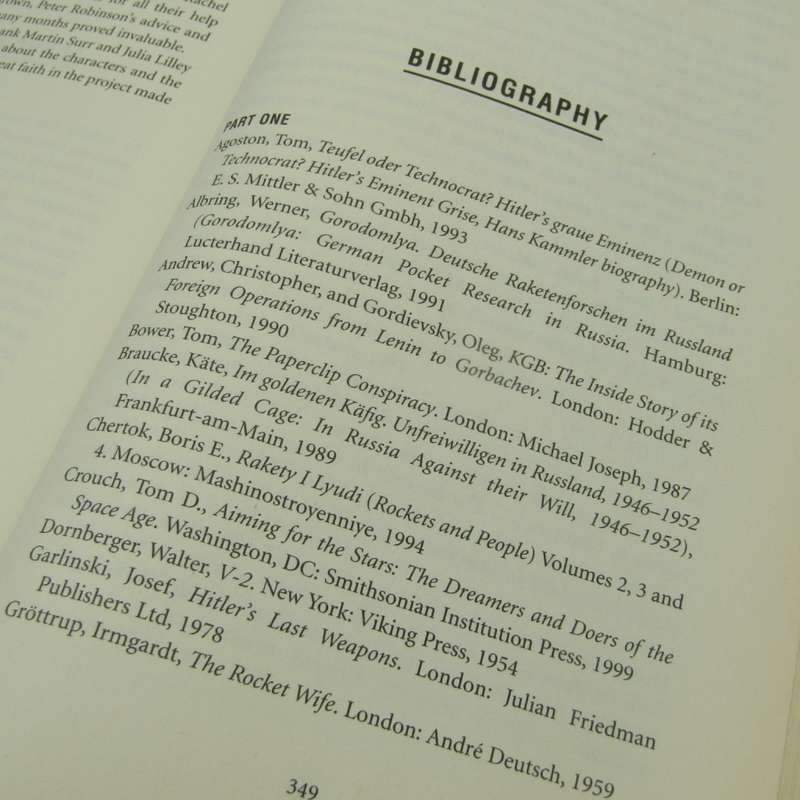 for all their help
Peter Robinson's advice and
many months proved invaluable.
Martin Surr and Julia Lilley
about the characters and the
faith in the project made
BIBLIOGRAPHY
PART ONE
Agoston, Tom, Teufel oder Technocrat? Hitler's graue Eminenz (Demon or
Technocrat? Hitler's Eminent Grise, Hans Kammler biography). Berlin:
E. S. Mittler & Sohn Gmbh, 1993
Albring, Werner, Gorodomlya. Deutsche Raketenforschen im Russland
(Gorodomlya: German Pocket Research in Russia. Hamburg:
Lucterhand Literaturverlag, 1991
Andrew, Christopher, and Gordievsky, Oleg, KGB: The Inside Story of its
Foreign Operations from Lenin to Gorbachev. London: Hodder &
Stoughton, 1990
Bower, Tom, The Paperclip Conspiracy. London: Michael Joseph, 1987
Braucke, Käte, Im goldenen Käfig. Unfreiwilligen in Russland, 1946–1952
(In a Gilded Cage: In Russia Against their Will, 1946–1952),
Frankfurt-am-Main, 1989
Chertok, Boris E., Rakety I Lyudi (Rockets and People) Volumes 2, 3 and
4. Moscow: Mashinostroyenniye, 1994
Crouch, Tom D., Aiming for the Stars: The Dreamers and Doers of the
Space Age. Washington, DC: Smithsonian Institution Press, 1999
Dornberger, Walter, V-2. New York: Viking Press, 1954
Garlinski, Josef, Hitler's Last Weapons. London: Julian Friedman
Publishers Ltd, 1978
Gröttrup, Irmgardt, The Rocket Wife. London: André Deutsch, 1959
349